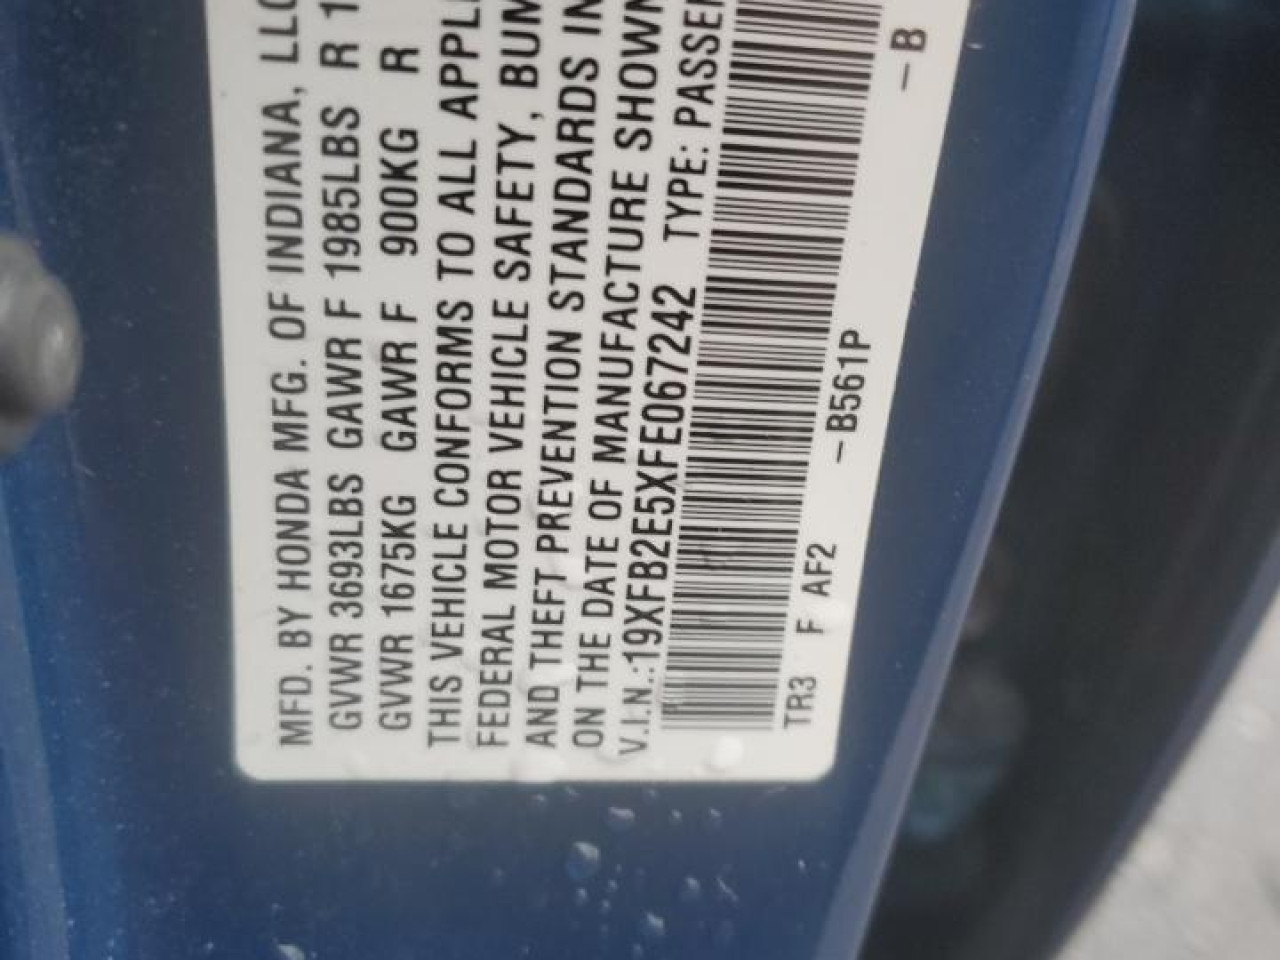 MFD. BY HONDA MFG. OF INDIANA, LLC
GVWR 3693LBS GAWR F 1985LBS R 1
GVWR 1675KG GAWR F 900KG R
THIS VEHICLE CONFORMS TO ALL APPL
FEDERAL MOTOR VEHICLE SAFETY, BUM
AND THEFT PREVENTION STANDARDS IN
ON THE DATE OF MANUFACTURE SHOWN
V.I.N.:19XFB2E5XFE067242 TYPE: PASSEN
TR3 F AF2 -B561P -B